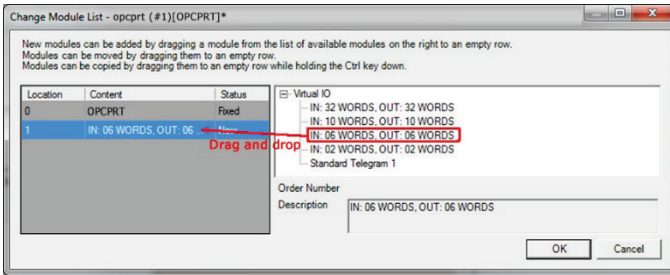 Change Module List - opcprt (#1)[OPCPRT]*
New modules can be added by dragging a module from the list of available modules on the right to an empty row.
Modules can be moved by dragging them to an empty row.
Modules can be copied by dragging them to an empty row while holding the Ctrl key down.
Location Content Status
0 OPCPRT Fixed
1 IN: 06 WORDS, OUT: 06 ... New
Drag and drop
Virtual IO
IN: 32 WORDS, OUT: 32 WORDS
IN: 10 WORDS, OUT: 10 WORDS
IN: 06 WORDS, OUT: 06 WORDS
IN: 02 WORDS, OUT: 02 WORDS
Standard Telegram 1
Order Number
Description IN: 06 WORDS, OUT: 06 WORDS
OK Cancel